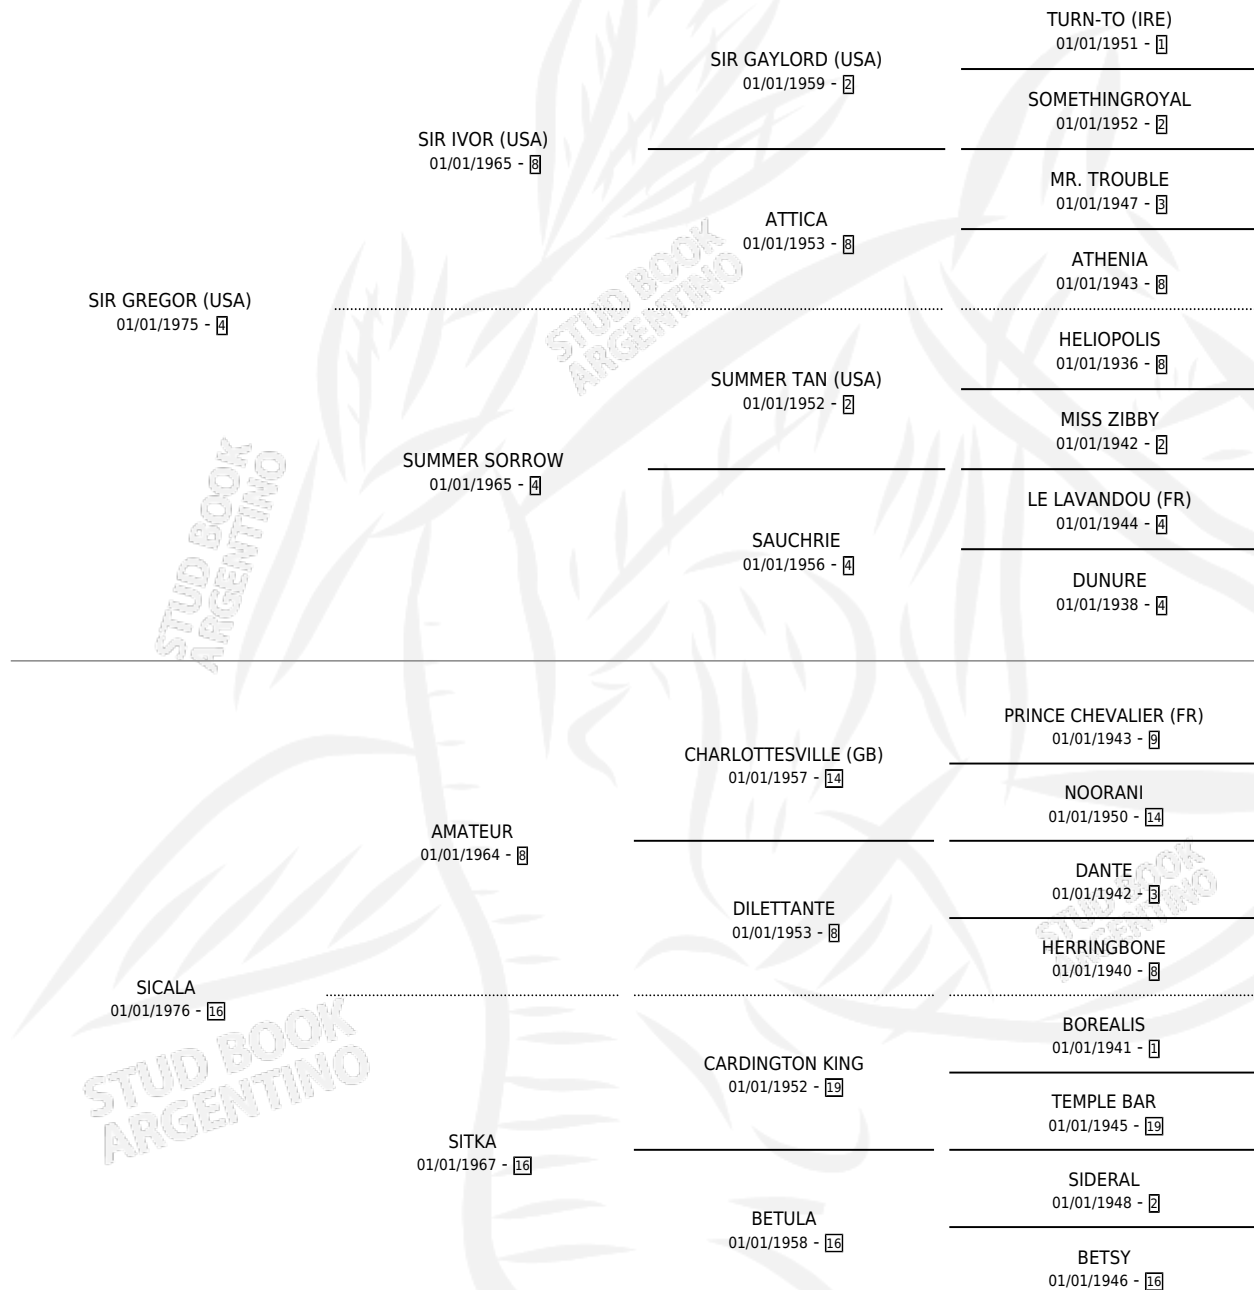 TURN-TO (IRE)
01/01/1951 - 1
SIR GAYLORD (USA)
01/01/1959 - 2
SOMETHINGROYAL
01/01/1952 - 2
SIR IVOR (USA)
01/01/1965 - 8
MR. TROUBLE
01/01/1947 - 3
ATTICA
01/01/1953 - 8
ATHENIA
01/01/1943 - 8
SIR GREGOR (USA)
01/01/1975 - 4
HELIOPOLIS
01/01/1936 - 8
SUMMER TAN (USA)
01/01/1952 - 2
MISS ZIBBY
01/01/1942 - 2
SUMMER SORROW
01/01/1965 - 4
LE LAVANDOU (FR)
01/01/1944 - 4
SAUCHRIE
01/01/1956 - 4
DUNURE
01/01/1938 - 4
PRINCE CHEVALIER (FR)
01/01/1943 - 9
CHARLOTTESVILLE (GB)
01/01/1957 - 14
NOORANI
01/01/1950 - 14
AMATEUR
01/01/1964 - 8
DANTE
01/01/1942 - 3
DILETTANTE
01/01/1953 - 8
HERRINGBONE
01/01/1940 - 8
SICALA
01/01/1976 - 16
BOREALIS
01/01/1941 - 1
CARDINGTON KING
01/01/1952 - 19
TEMPLE BAR
01/01/1945 - 19
SITKA
01/01/1967 - 16
SIDERAL
01/01/1948 - 2
BETULA
01/01/1958 - 16
BETSY
01/01/1946 - 16
STUD BOOK
ARGENTINO
STUD BOOK
ARGENTINO
STUD BOOK
ARGENTINO
STUD BOOK
ARGENTINO